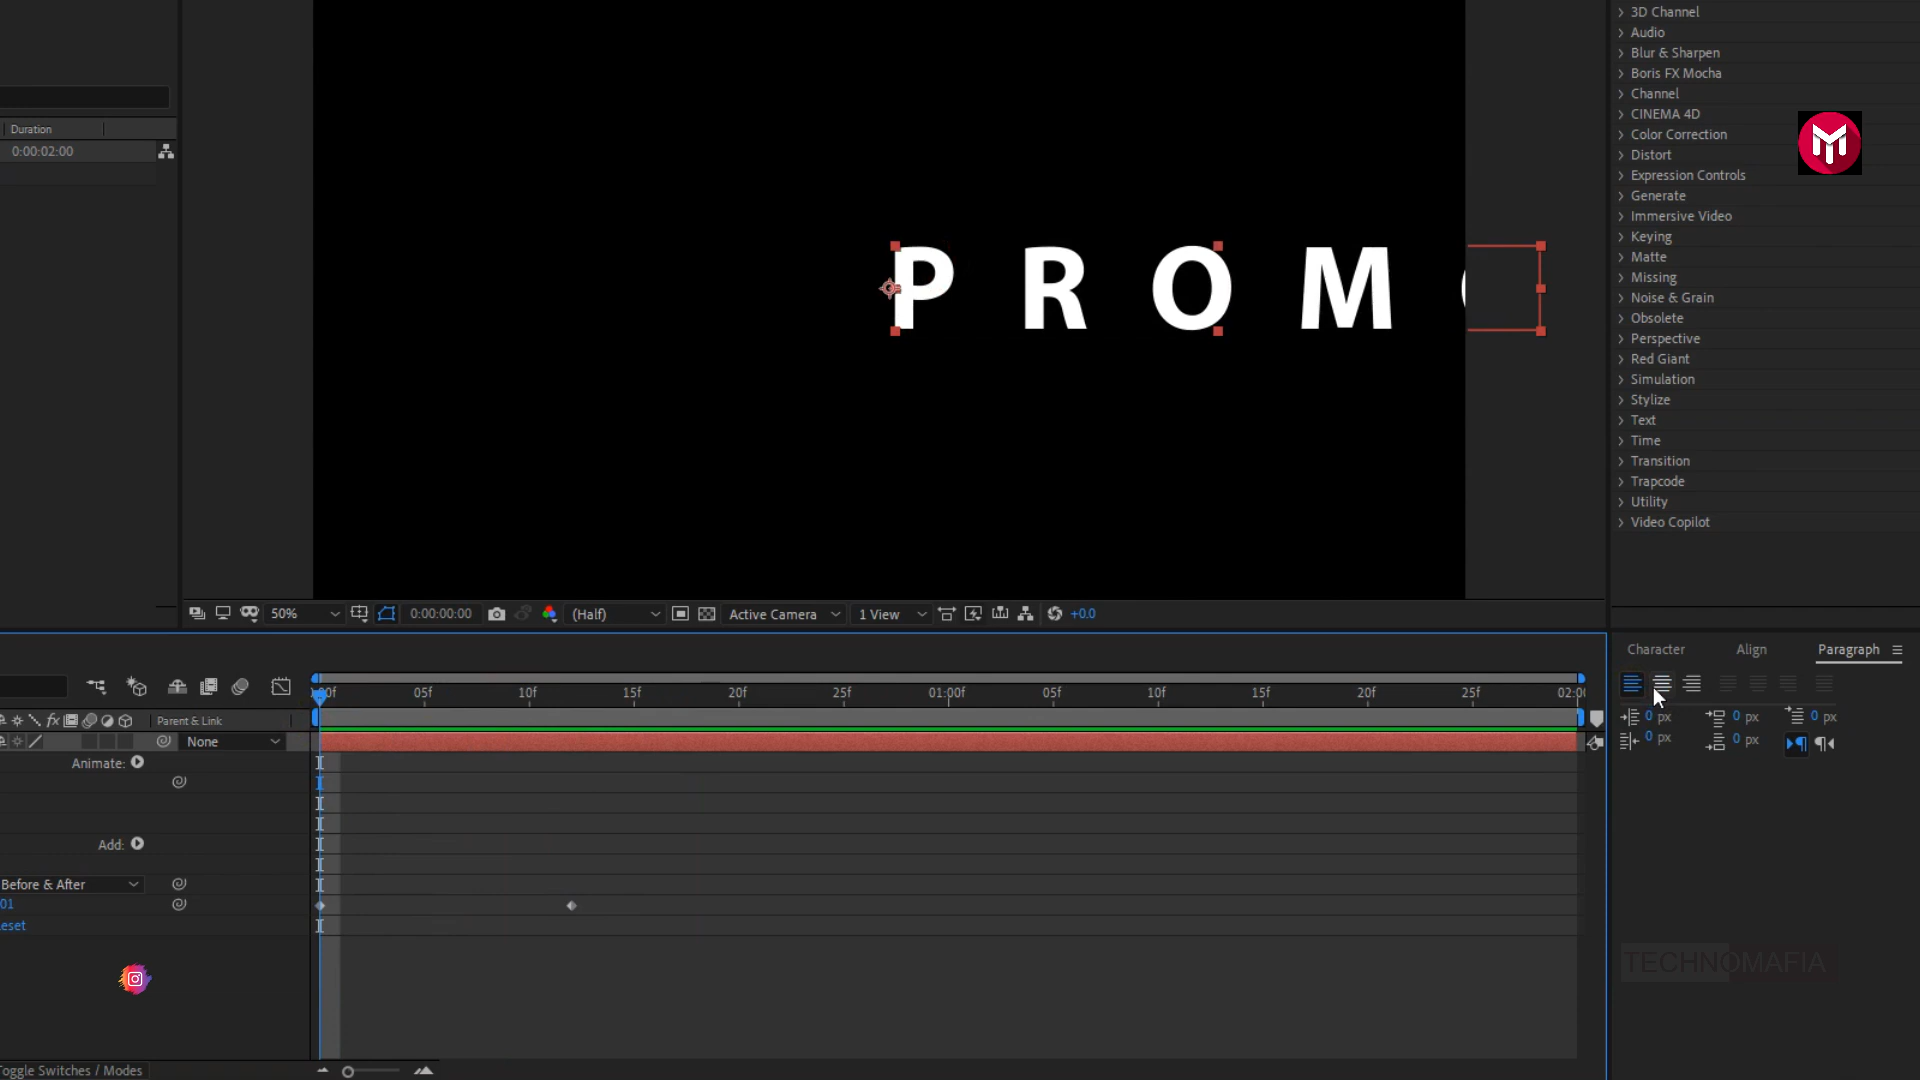 3D Channel
Audio
Blur & Sharpen
Boris FX Mocha
Channel
CINEMA 4D
Color Correction
Distort
Expression Controls
Generate
Immersive Video
Keying
Matte
Missing
Noise & Grain
Obsolete
Perspective
Red Giant
Simulation
Stylize
Text
Time
Transition
Trapcode
Utility
Video Copilot
Duration
0:00:02:00
P R O M
50%
0:00:00:00
(Half)
Active Camera
1 View
+0.0
Character
Align
Paragraph
0 px
0 px
0 px
0 px
0 px
05f
10f
15f
20f
25f
01:00f
05f
10f
15f
20f
25f
fx
Parent & Link
None
Animate:
Add:
Before & After
01
eset
TECHNOMAFIA
oggle Switches / Modes